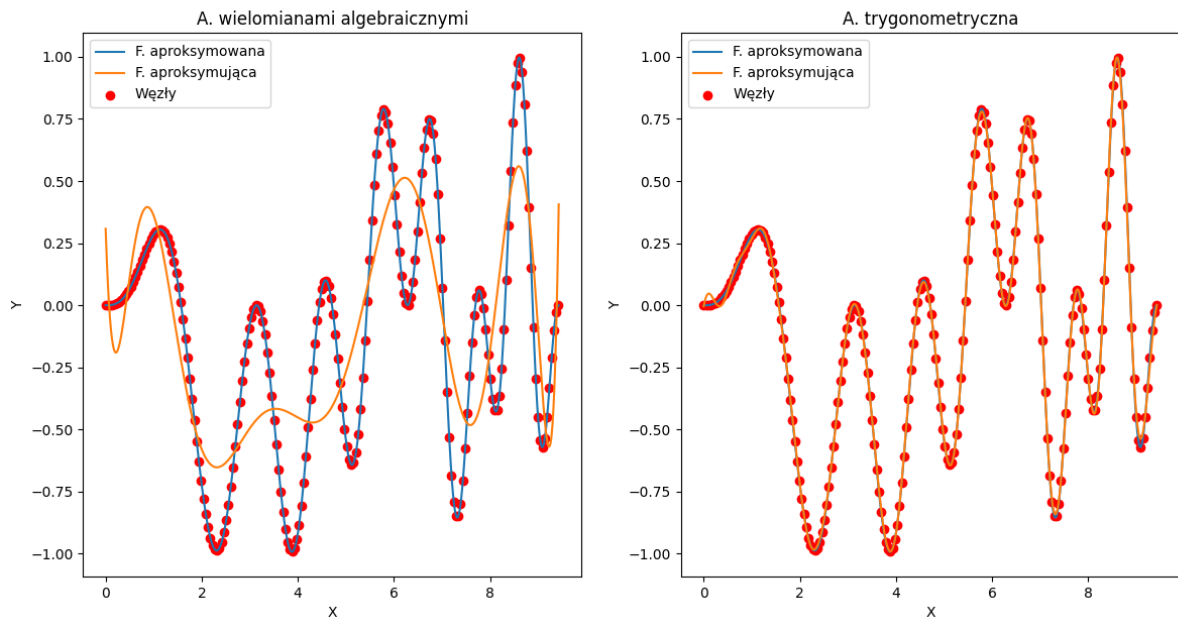 A. wielomianami algebraicznymi
F. aproksymowana
F. aproksymująca
Węzły
1.00
0.75
0.50
0.25
0.00
−0.25
−0.50
−0.75
−1.00
Y
0 2 4 6 8
X
A. trygonometryczna
F. aproksymowana
F. aproksymująca
Węzły
1.00
0.75
0.50
0.25
0.00
−0.25
−0.50
−0.75
−1.00
Y
0 2 4 6 8
X